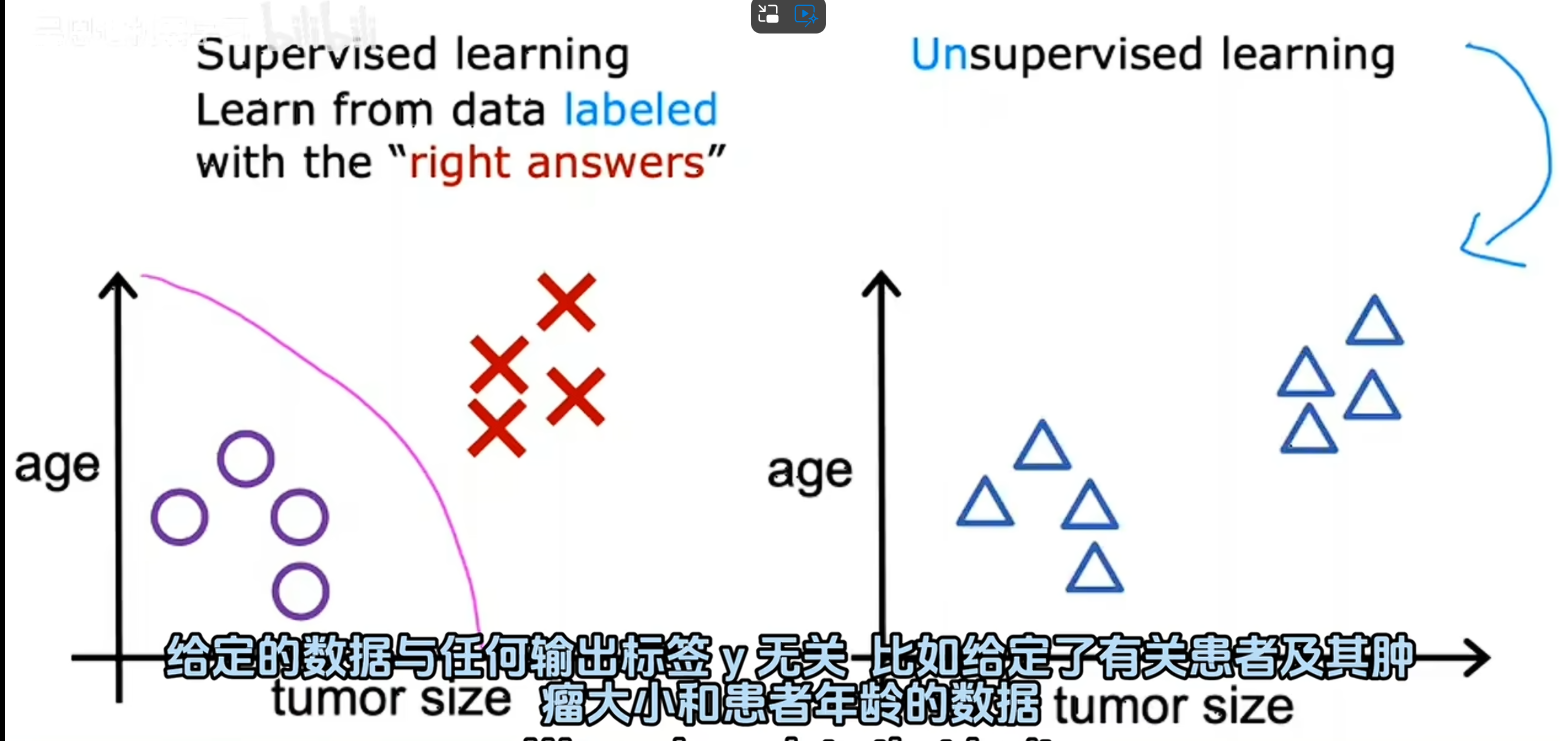 bilibili
Supervised learning
Learn from data labeled
with the “right answers”
age
tumor size
Unsupervised learning
age
tumor size
给定的数据与任何输出标签 y 无关 比如给定了有关患者及其肿
瘤大小和患者年龄的数据